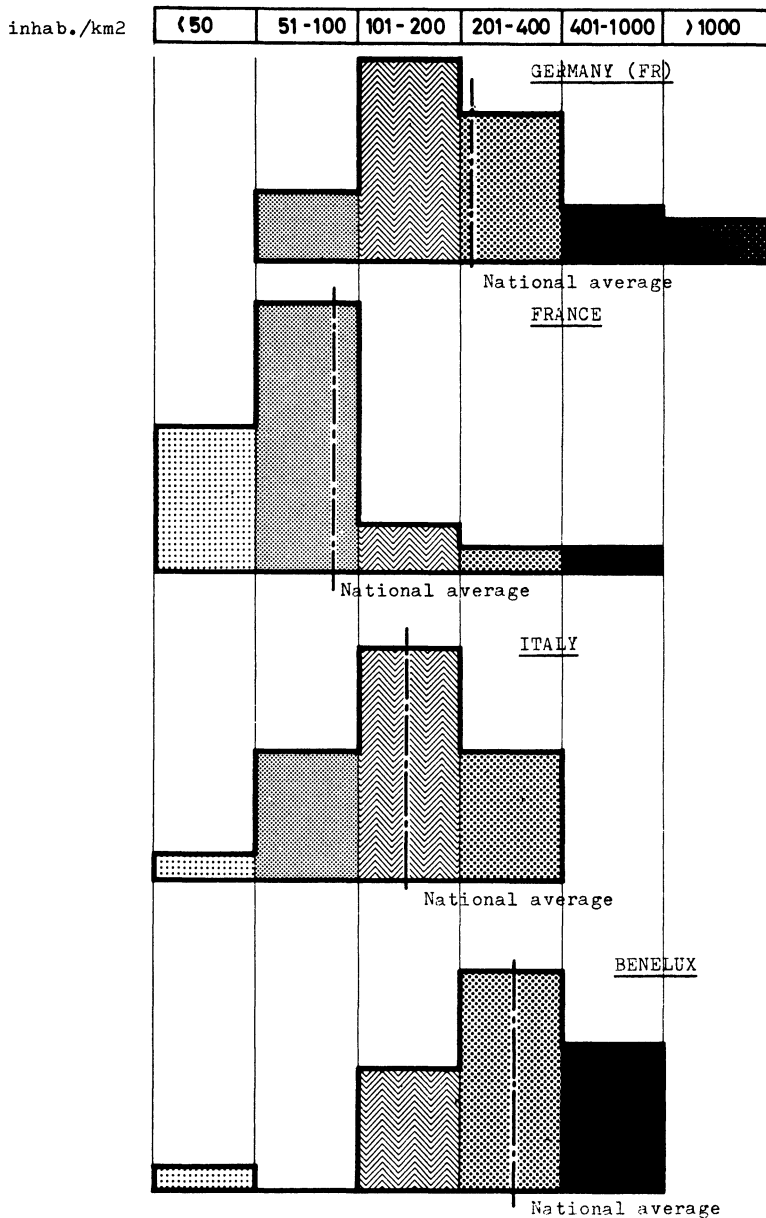 inhab./km2 ⟨50 51-100 101-200 201-400 401-1000 ⟩1000
GERMANY (FR)
National average
FRANCE
National average
ITALY
National average
BENELUX
National average